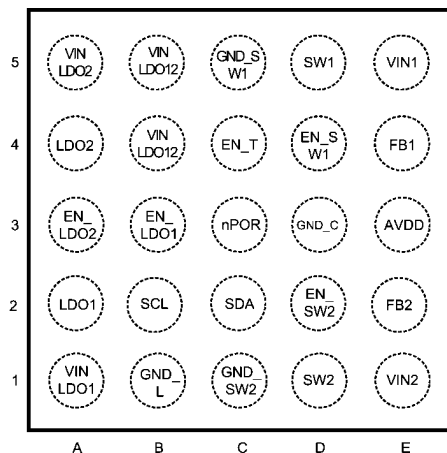 5
VIN
LDO2
VIN
LDO12
GND_S
W1
SW1
VIN1
4
LDO2
VIN
LDO12
EN_T
EN_S
W1
FB1
3
EN_
LDO2
EN_
LDO1
nPOR
GND_C
AVDD
2
LDO1
SCL
SDA
EN_
SW2
FB2
1
VIN
LDO1
GND_
L
GND_
SW2
SW2
VIN2
A B C D E